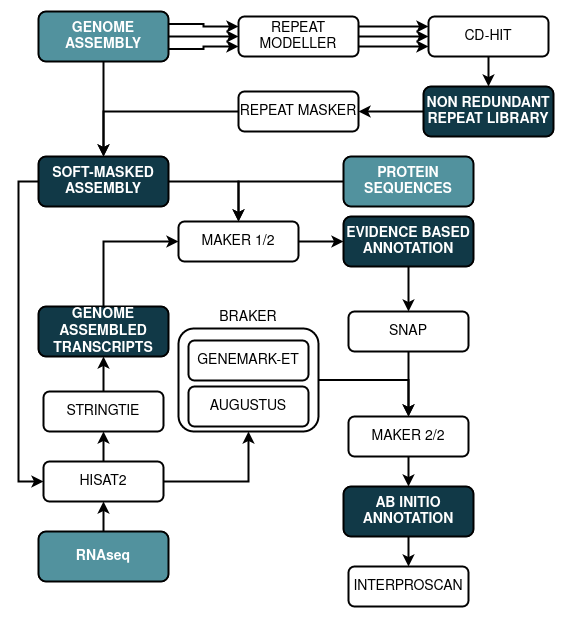 GENOME
ASSEMBLY
REPEAT
MODELLER
CD-HIT
REPEAT MASKER
NON REDUNDANT
REPEAT LIBRARY
SOFT-MASKED
ASSEMBLY
PROTEIN
SEQUENCES
MAKER 1/2
EVIDENCE BASED
ANNOTATION
GENOME
ASSEMBLED
TRANSCRIPTS
BRAKER
GENEMARK-ET
AUGUSTUS
SNAP
STRINGTIE
MAKER 2/2
HISAT2
AB INITIO
ANNOTATION
RNAseq
INTERPROSCAN